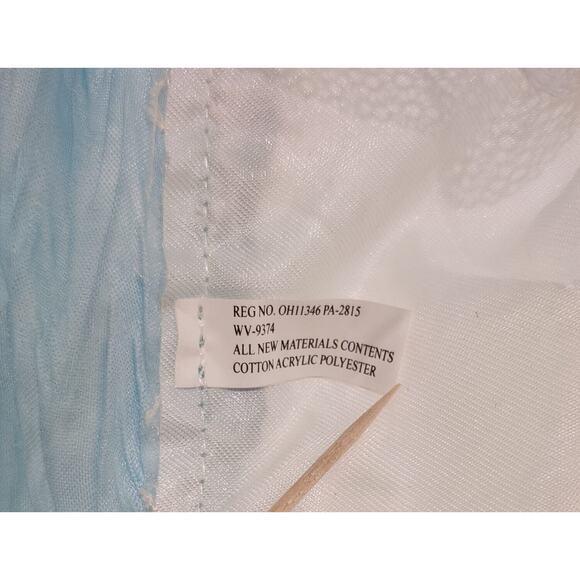 REG NO. OH11346 PA-2815
WV-9374
ALL NEW MATERIALS CONTENTS
COTTON ACRYLIC POLYESTER